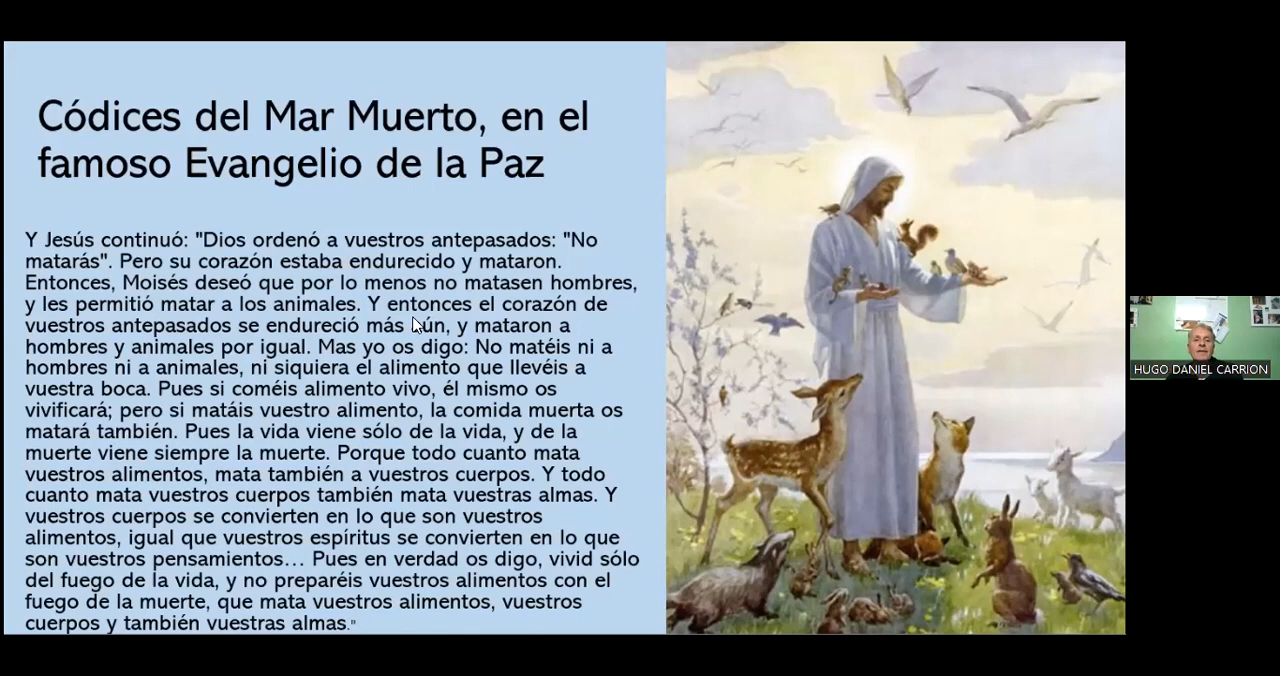 Códices del Mar Muerto, en el
famoso Evangelio de la Paz
Y Jesús continuó: "Dios ordenó a vuestros antepasados: "No
matarás". Pero su corazón estaba endurecido y mataron.
Entonces, Moisés deseó que por lo menos no matasen hombres,
y les permitió matar a los animales. Y entonces el corazón de
vuestros antepasados se endureció más aún, y mataron a
hombres y animales por igual. Mas yo os digo: No matéis ni a
hombres ni a animales, ni siquiera el alimento que llevéis a
vuestra boca. Pues si coméis alimento vivo, él mismo os
vivificará; pero si matáis vuestro alimento, la comida muerta os
matará también. Pues la vida viene sólo de la vida, y de la
muerte viene siempre la muerte. Porque todo cuanto mata
vuestros alimentos, mata también a vuestros cuerpos. Y todo
cuanto mata vuestros cuerpos también mata vuestras almas. Y
vuestros cuerpos se convierten en lo que son vuestros
alimentos, igual que vuestros espíritus se convierten en lo que
son vuestros pensamientos... Pues en verdad os digo, vivid sólo
del fuego de la vida, y no preparéis vuestros alimentos con el
fuego de la muerte, que mata vuestros alimentos, vuestros
cuerpos y también vuestras almas."
HUGO DANIEL CARRION